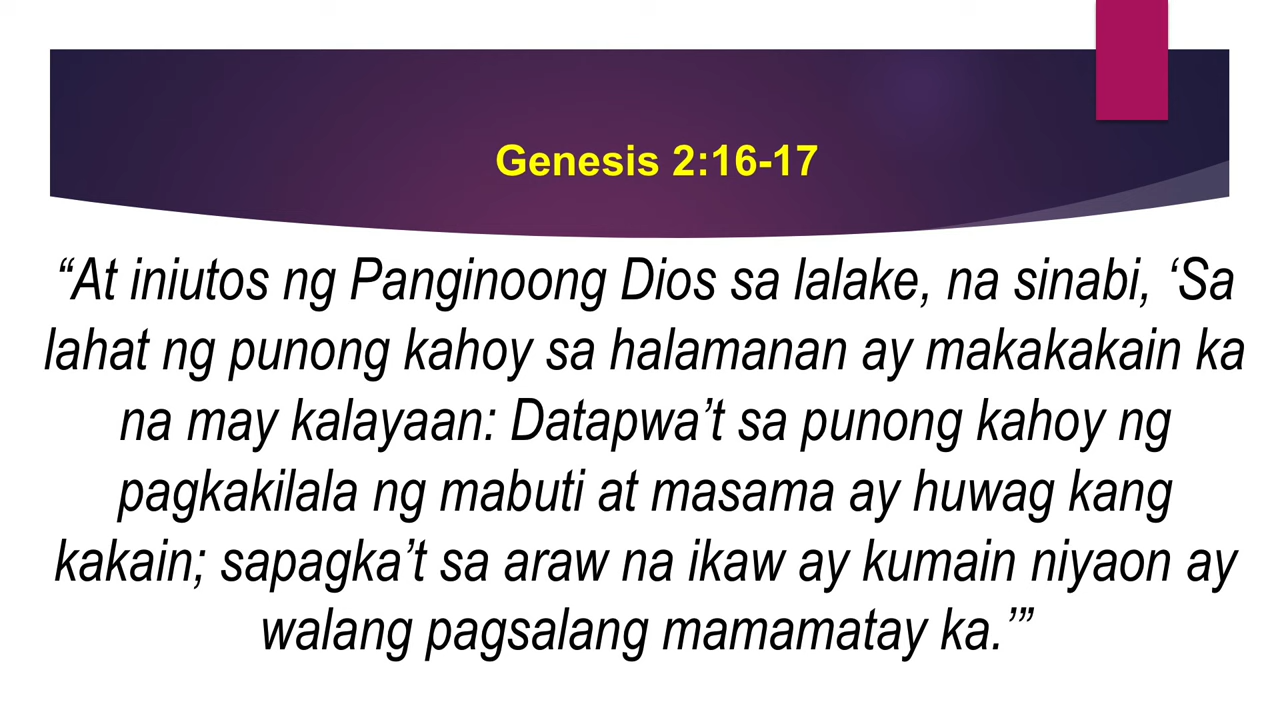 Genesis 2:16-17
“At iniutos ng Panginoong Dios sa lalake, na sinabi, ‘Sa
lahat ng punong kahoy sa halamanan ay makakakain ka
na may kalayaan: Datapwa’t sa punong kahoy ng
pagkakilala ng mabuti at masama ay huwag kang
kakain; sapagka’t sa araw na ikaw ay kumain niyaon ay
walang pagsalang mamamatay ka.’”